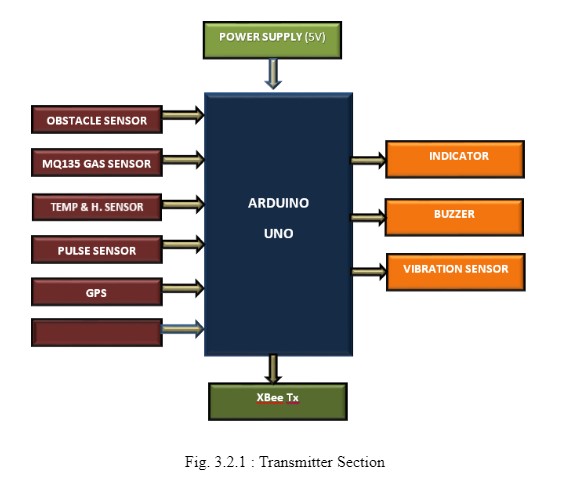 POWER SUPPLY (5V)
OBSTACLE SENSOR
MQ135 GAS SENSOR
TEMP & H. SENSOR
PULSE SENSOR
GPS
ARDUINO
UNO
INDICATOR
BUZZER
VIBRATION SENSOR
XBee Tx
Fig. 3.2.1 : Transmitter Section